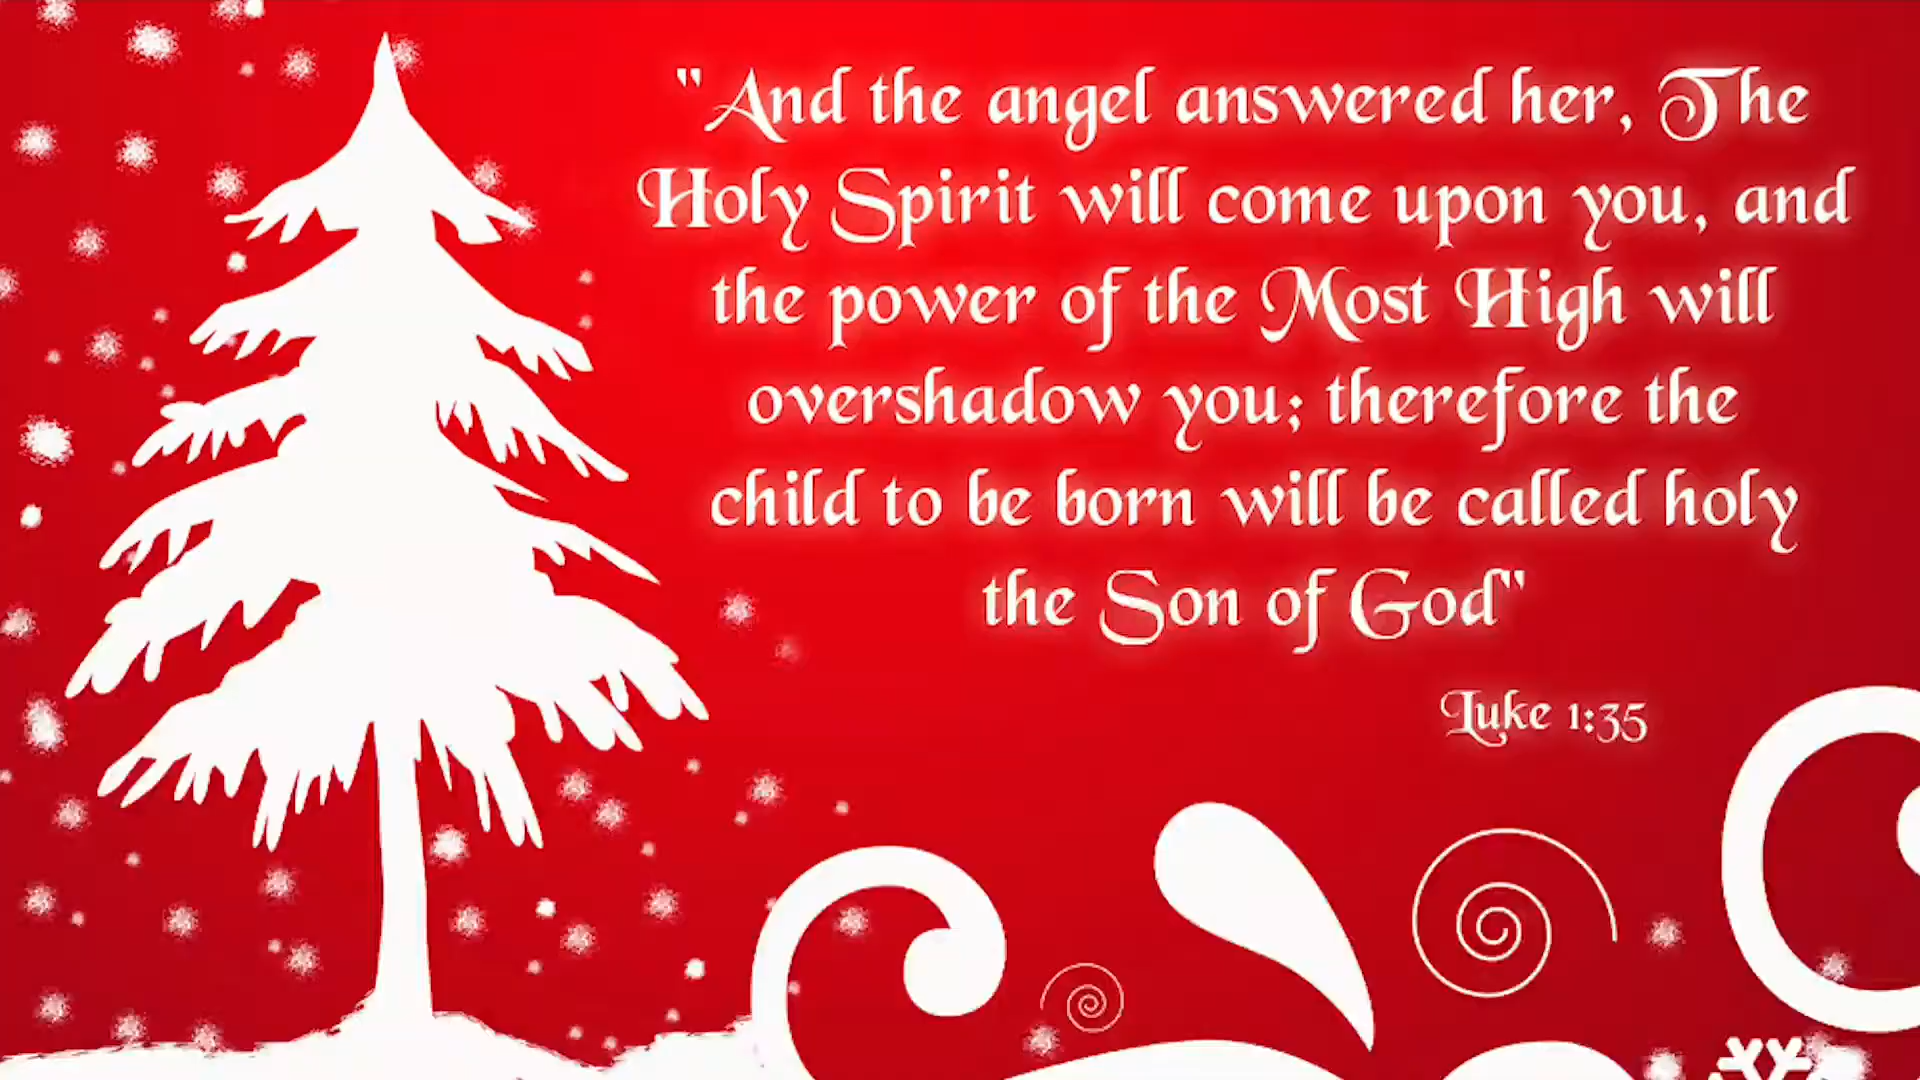 "And the angel answered her, The
Holy Spirit will come upon you, and
the power of the Most High will
overshadow you; therefore the
child to be born will be called holy
the Son of God"
Luke 1:35